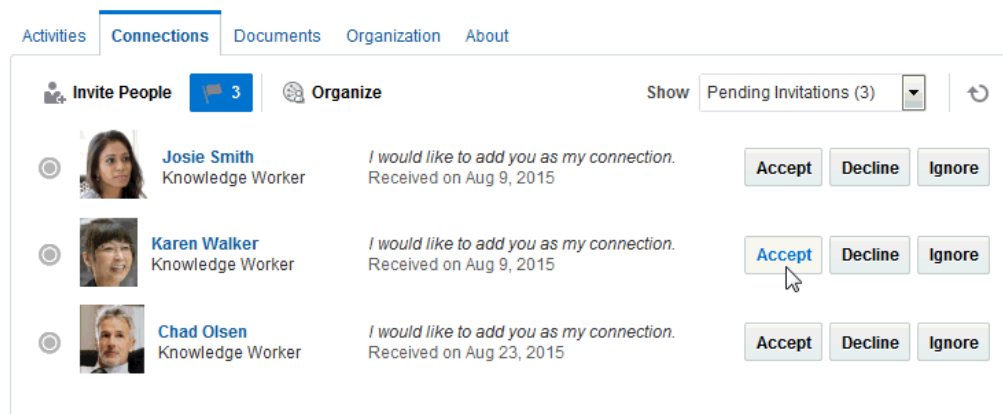 Activities Connections Documents Organization About
Invite People 3 Organize Show Pending Invitations (3)
Josie Smith I would like to add you as my connection.
Knowledge Worker Received on Aug 9, 2015 Accept Decline Ignore
Karen Walker I would like to add you as my connection.
Knowledge Worker Received on Aug 9, 2015 Accept Decline Ignore
Chad Olsen I would like to add you as my connection.
Knowledge Worker Received on Aug 23, 2015 Accept Decline Ignore